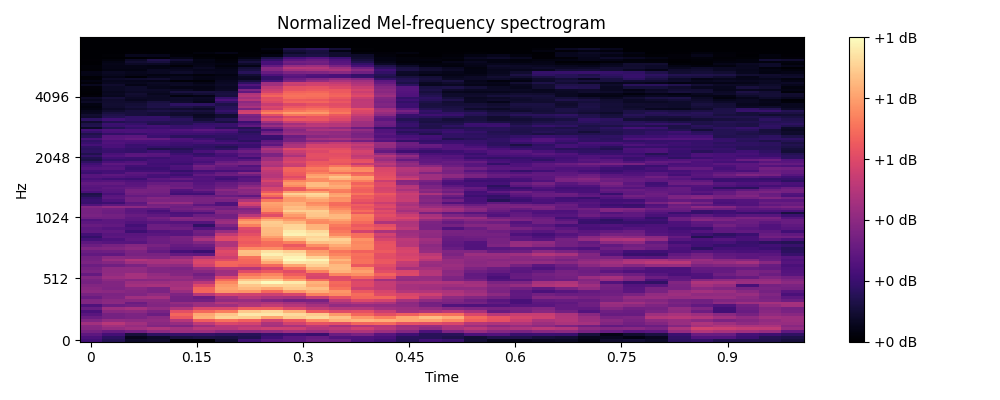 Normalized Mel-frequency spectrogram
Hz
4096
2048
1024
512
0
0 0.15 0.3 0.45 0.6 0.75 0.9
Time
+1 dB
+1 dB
+1 dB
+0 dB
+0 dB
+0 dB